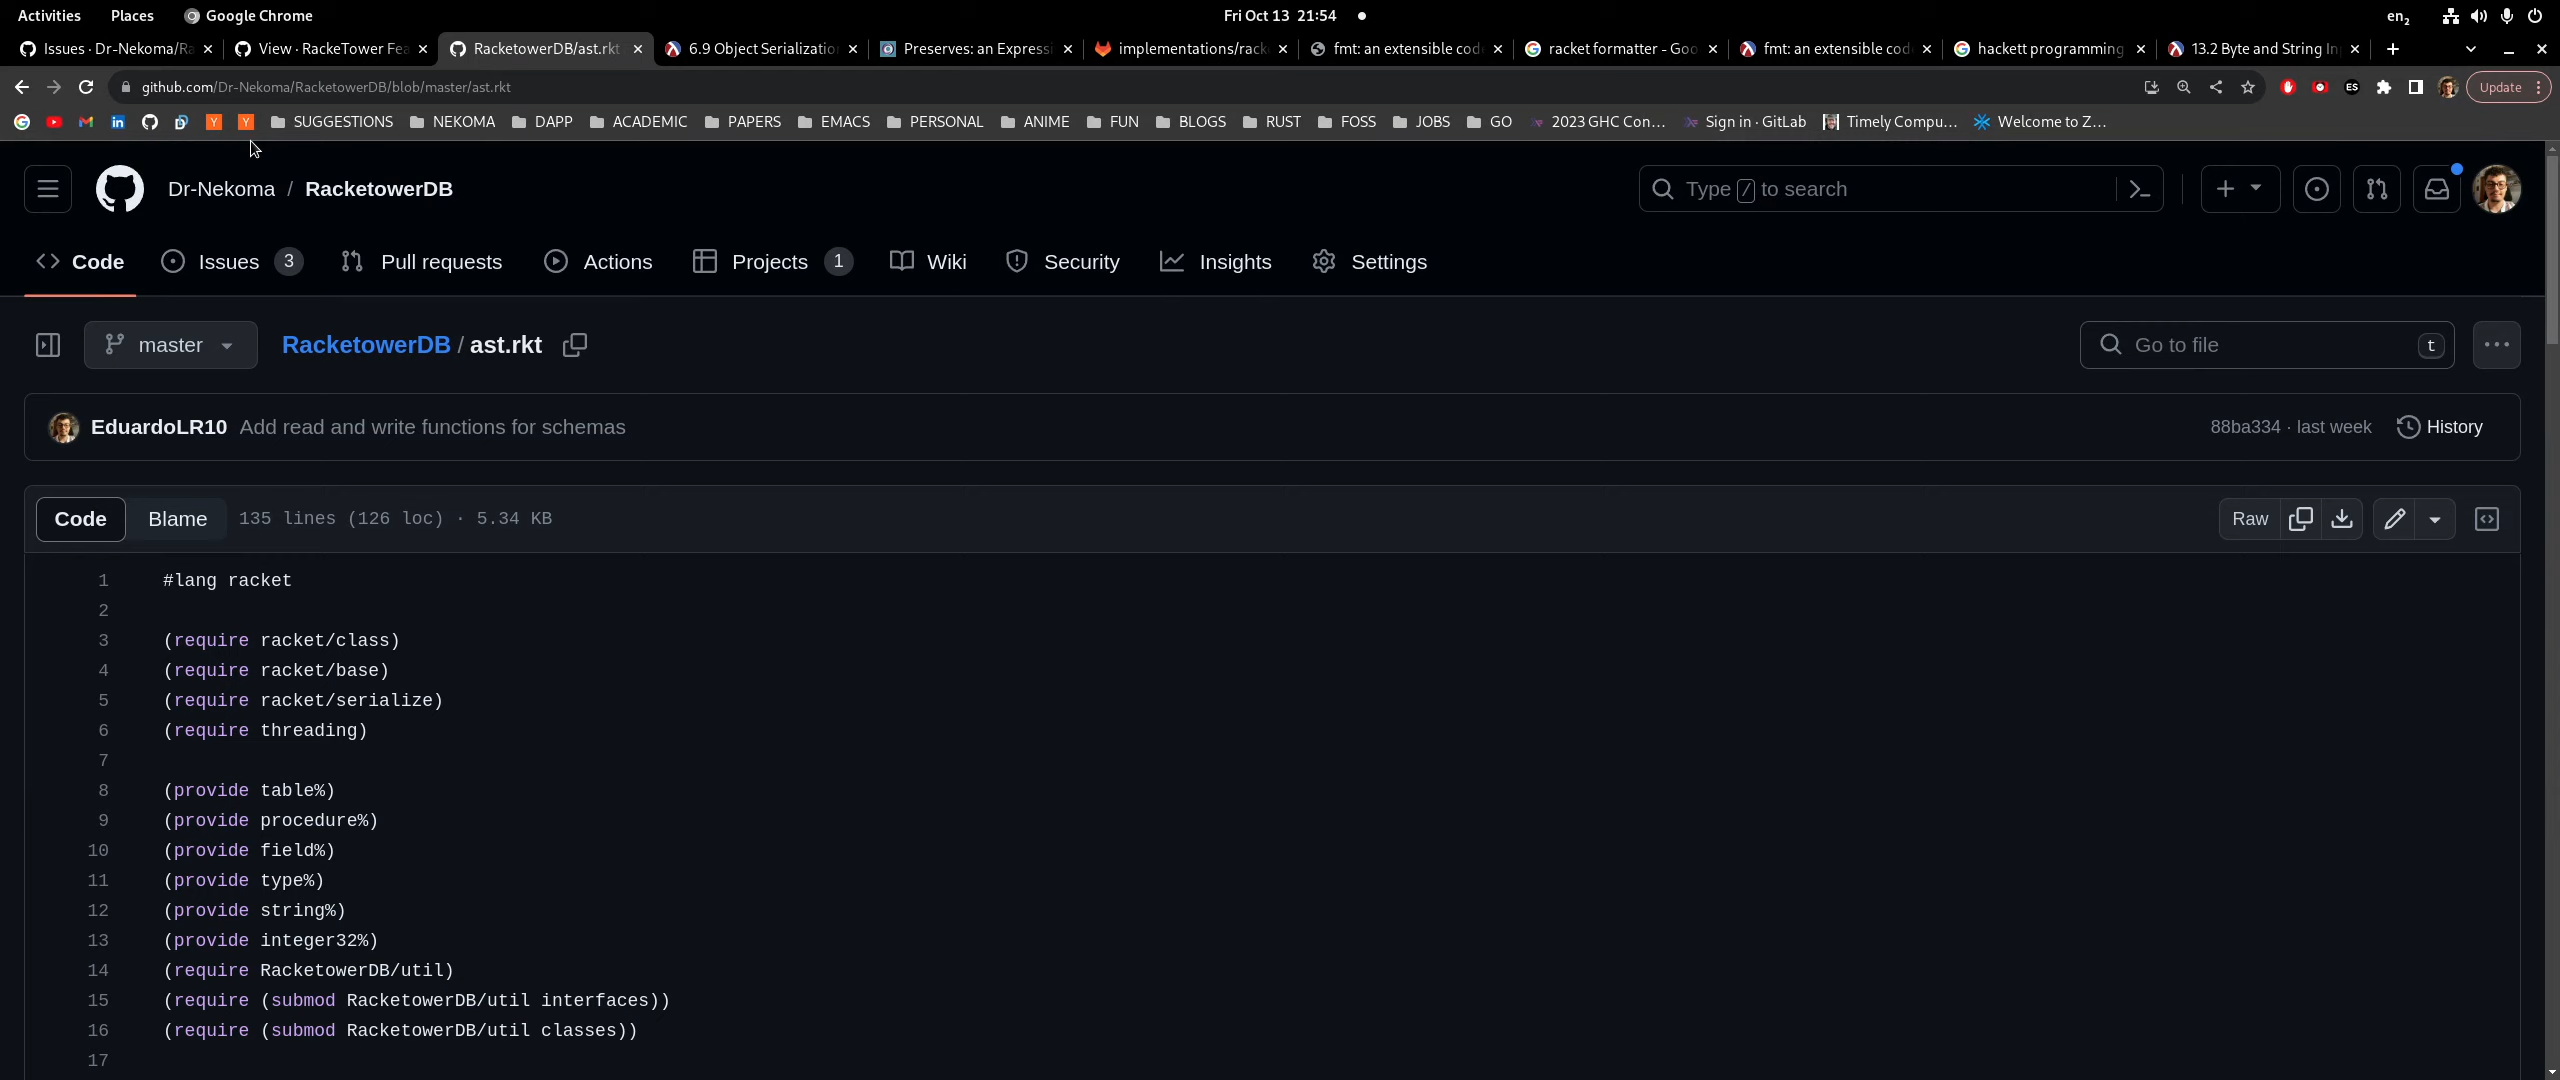 Activities Places Google Chrome Fri Oct 13 21:54 en2
Issues · Dr-Nekoma/Ra View · RackeTower Fea RacketowerDB/ast.rkt 6.9 Object Serializatio Preserves: an Expressi implementations/rack fmt: an extensible cod racket formatter - Goo fmt: an extensible cod hackett programming 13.2 Byte and String In
github.com/Dr-Nekoma/RacketowerDB/blob/master/ast.rkt ES Update
SUGGESTIONS NEKOMA DAPP ACADEMIC PAPERS EMACS PERSONAL ANIME FUN BLOGS RUST FOSS JOBS GO 2023 GHC Con... Sign in · GitLab Timely Compu... Welcome to Z...
Dr-Nekoma / RacketowerDB Type / to search
Code Issues 3 Pull requests Actions Projects 1 Wiki Security Insights Settings
master RacketowerDB / ast.rkt Go to file t
EduardoLR10 Add read and write functions for schemas 88ba334 · last week History
Code Blame 135 lines (126 loc) · 5.34 KB Raw
1 #lang racket
2
3 (require racket/class)
4 (require racket/base)
5 (require racket/serialize)
6 (require threading)
7
8 (provide table%)
9 (provide procedure%)
10 (provide field%)
11 (provide type%)
12 (provide string%)
13 (provide integer32%)
14 (require RacketowerDB/util)
15 (require (submod RacketowerDB/util interfaces))
16 (require (submod RacketowerDB/util classes))
17